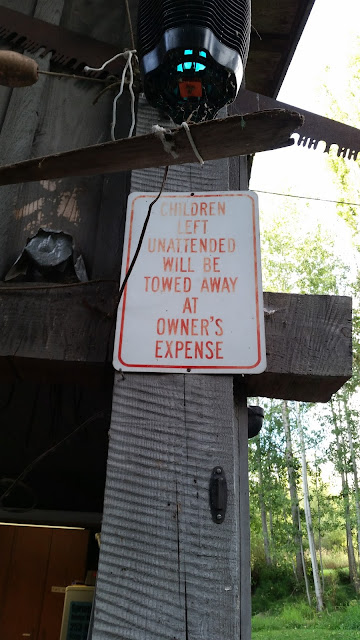 CHILDREN
LEFT
UNATTENDED
WILL BE
TOWED AWAY
AT
OWNER'S
EXPENSE